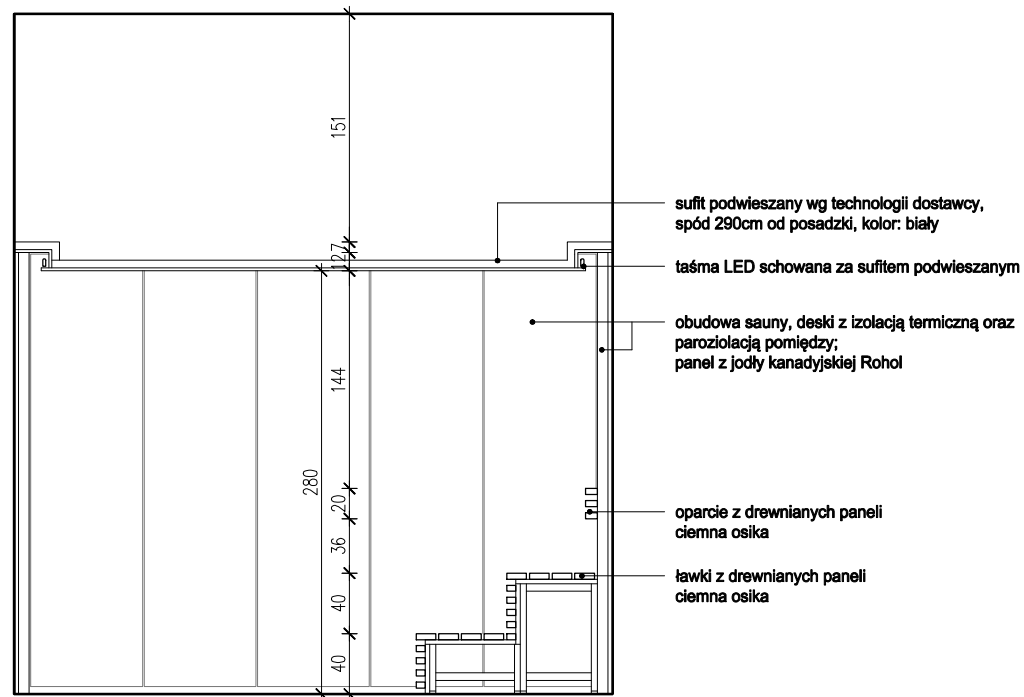 151
sufit podwieszany wg technologii dostawcy,
spód 290cm od posadzki, kolor: biały
127
taśma LED schowana za sufitem podwieszanym
obudowa sauny, deski z izolacją termiczną oraz
paroziolacją pomiędzy;
panel z jodły kanadyjskiej Rohol
144
280
20
oparcie z drewnianych paneli
ciemna osika
36
ławki z drewnianych paneli
ciemna osika
40
40